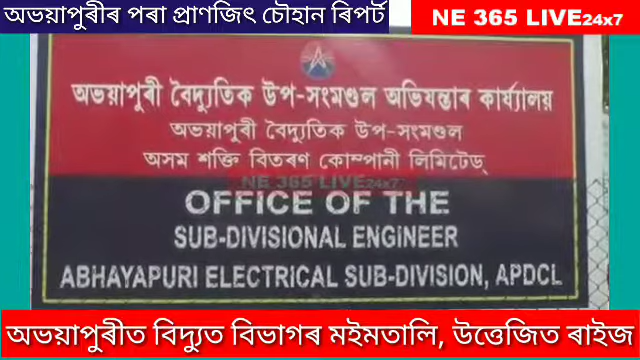 অভয়াপুৰীৰ পৰা প্ৰাণজিৎ চৌহান ৰিপৰ্ট
NE 365 LIVE24x7
অভয়াপুৰী বৈদ্যুতিক উপ-সংমণ্ডল অভিযন্তাৰ কাৰ্য্যালয়
অভয়াপুৰী বৈদ্যুতিক উপ-সংমণ্ডল
অসম শক্তি বিতৰণ কোম্পানী লিমিটেড্
NE 365 LIVE24x7
OFFICE OF THE
SUB-DIVISIONAL ENGINEER
ABHAYAPURI ELECTRICAL SUB-DIVISION, APDCL
অভয়াপুৰীত বিদ্যুত বিভাগৰ মইমতালি, উত্তেজিত ৰাইজ